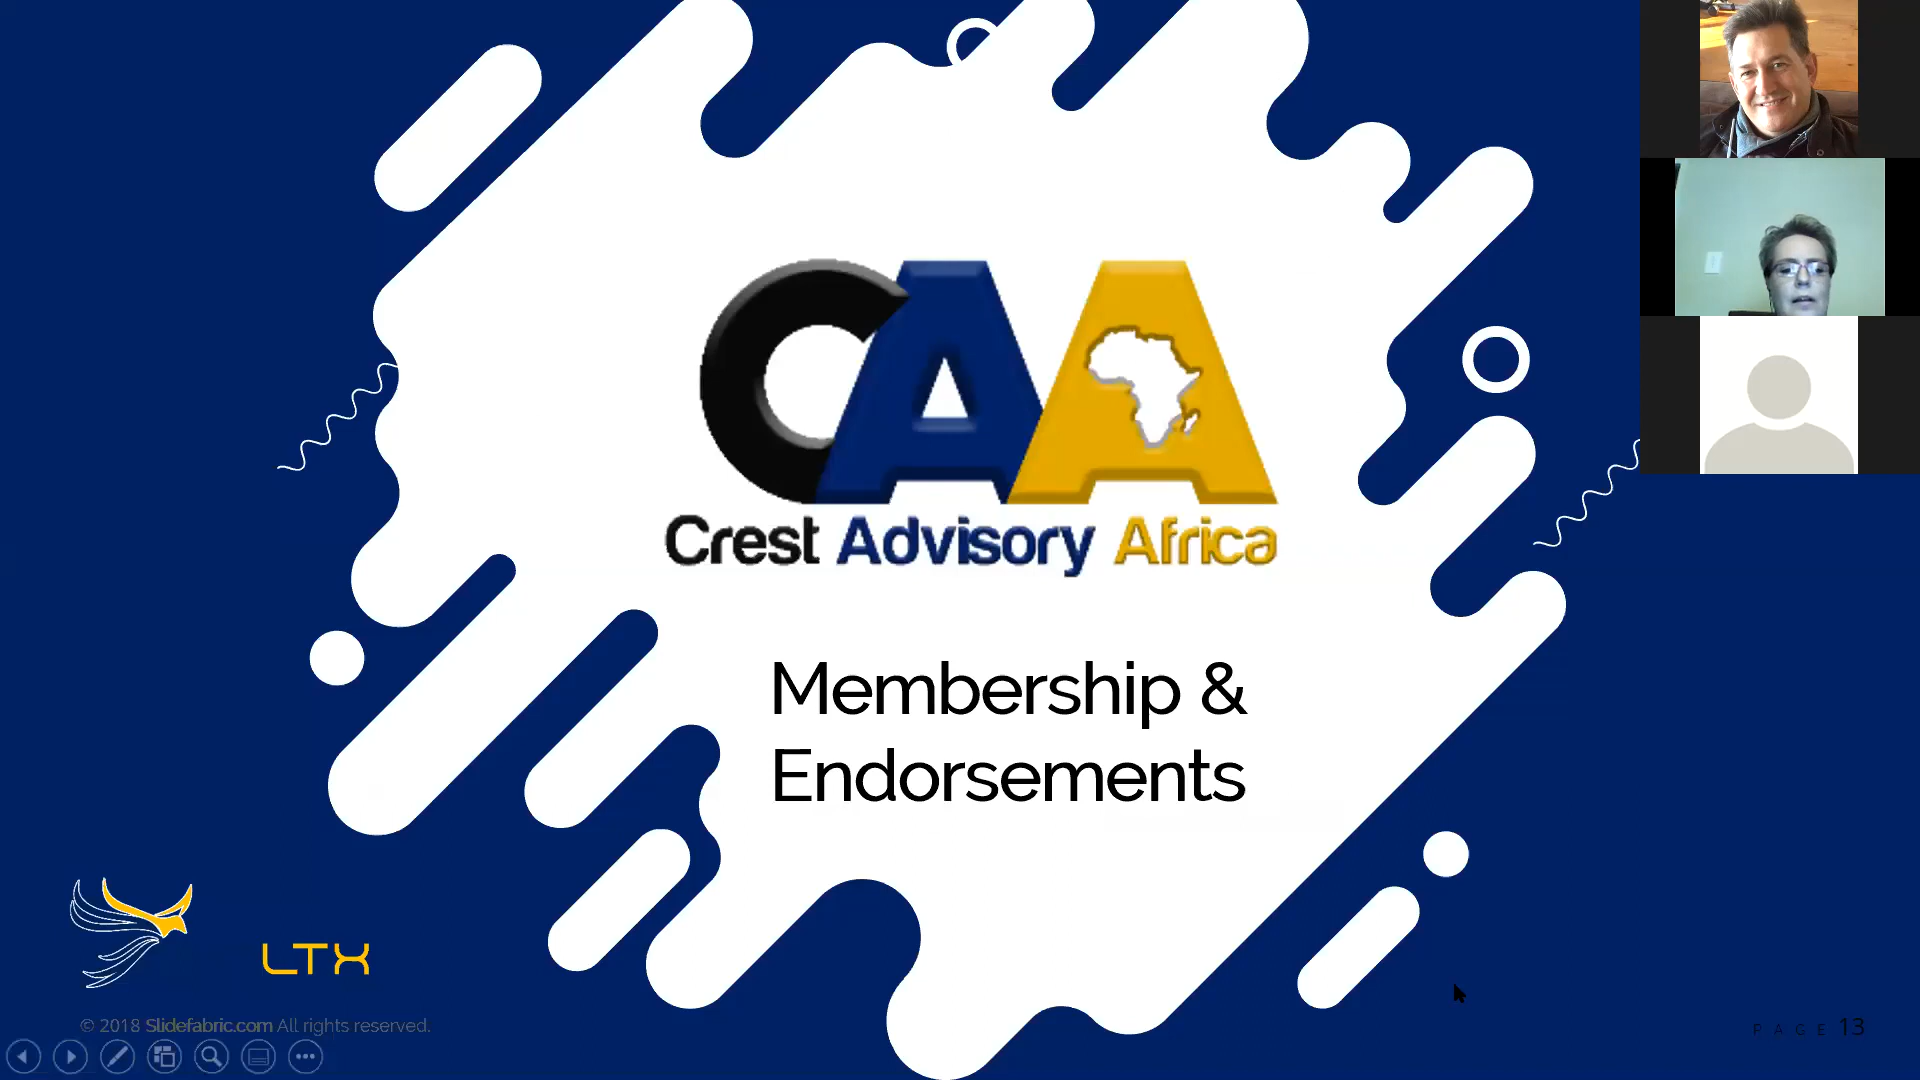 CAA
Crest Advisory Africa
Membership &
Endorsements
LTX
© 2018 Slidefabric.com All rights reserved.
PAGE 13